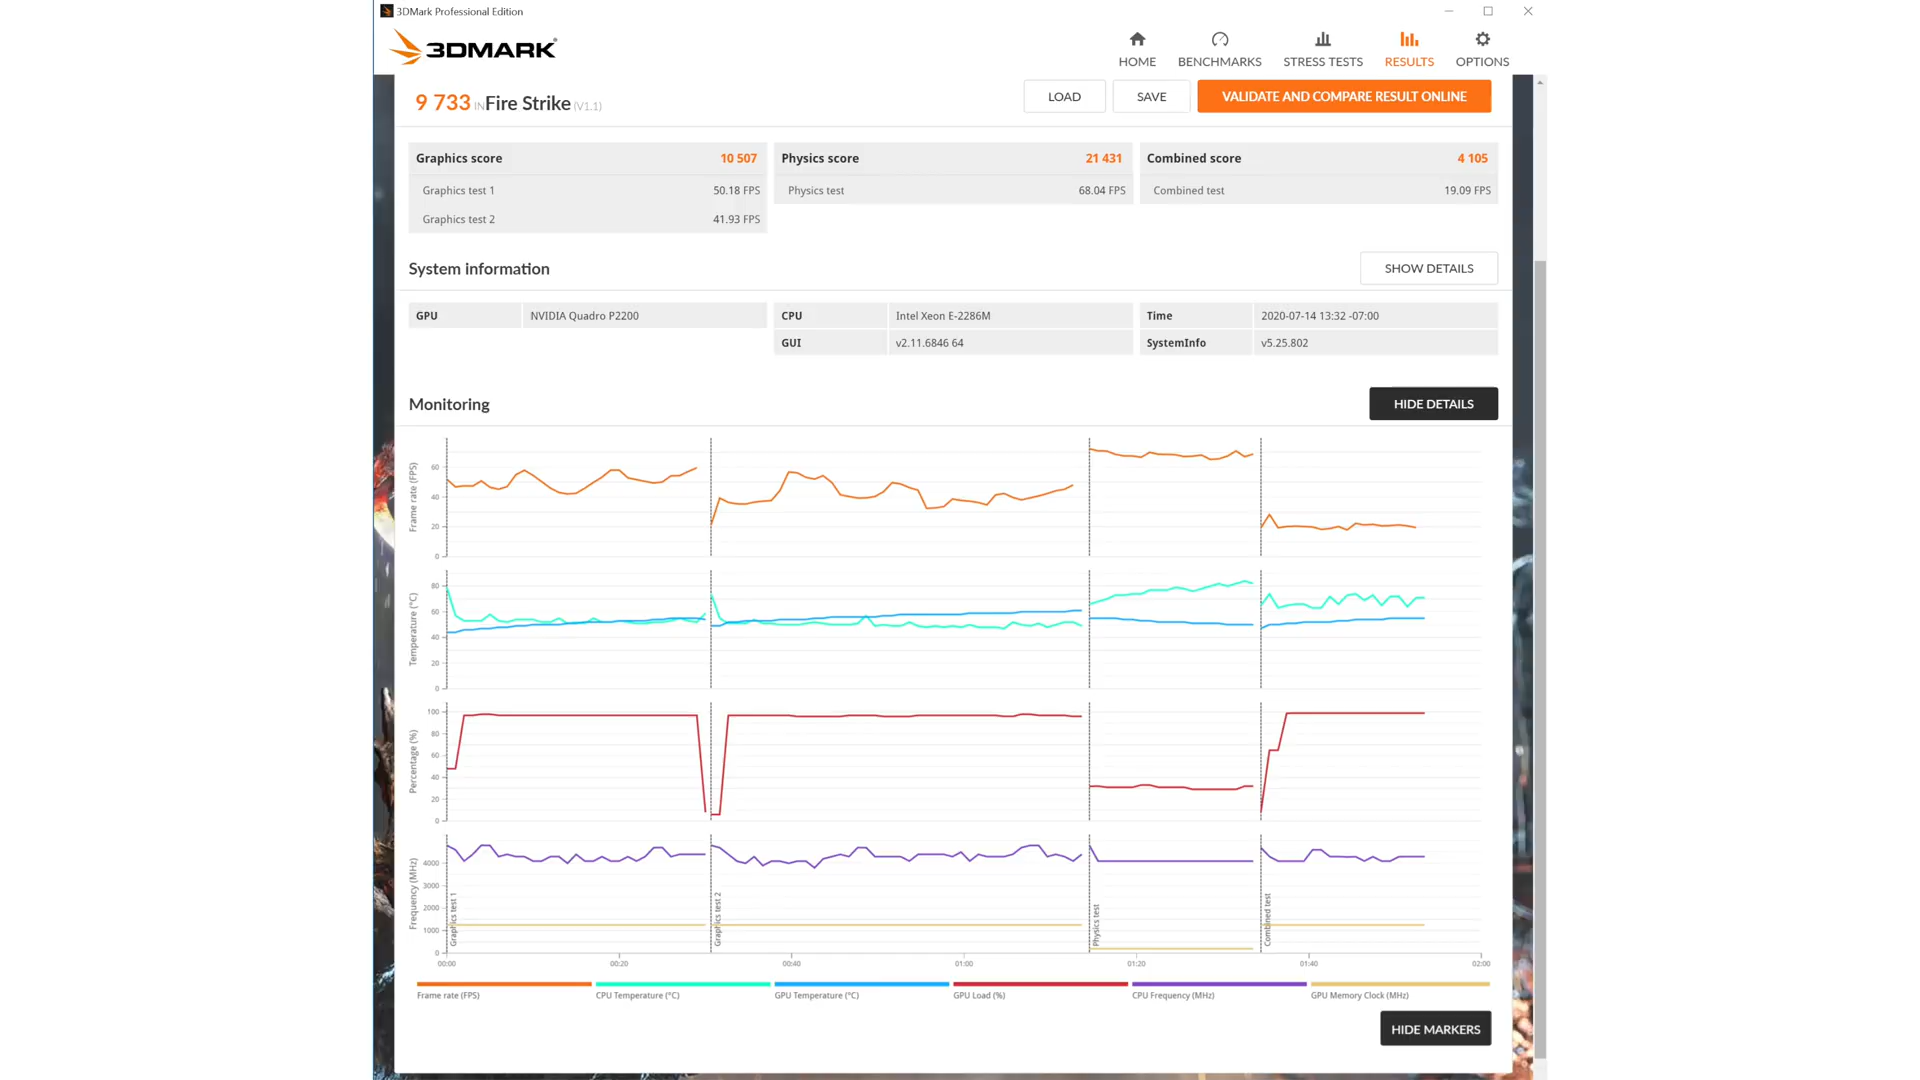 3DMark Professional Edition
3DMARK
HOME
BENCHMARKS
STRESS TESTS
RESULTS
OPTIONS
9 733 IN Fire Strike (V1.1)
LOAD
SAVE
VALIDATE AND COMPARE RESULT ONLINE
Graphics score 10 507
Graphics test 1 50.18 FPS
Graphics test 2 41.93 FPS
Physics score 21 431
Physics test 68.04 FPS
Combined score 4 105
Combined test 19.09 FPS
System information
SHOW DETAILS
GPU NVIDIA Quadro P2200
CPU Intel Xeon E-2286M
GUI v2.11.6846 64
Time 2020-07-14 13:32 -07:00
SystemInfo v5.25.802
Monitoring
HIDE DETAILS
Frame rate (FPS)
60
40
20
0
Temperature (°C)
80
60
40
20
0
Percentage (%)
100
80
60
40
20
0
Frequency (MHz)
4000
3000
2000
1000
0
Graphics test 1
Graphics test 2
Physics test
Combined test
00:00
00:20
00:40
01:00
01:20
01:40
02:00
Frame rate (FPS)
CPU Temperature (°C)
GPU Temperature (°C)
GPU Load (%)
CPU Frequency (MHz)
GPU Memory Clock (MHz)
HIDE MARKERS